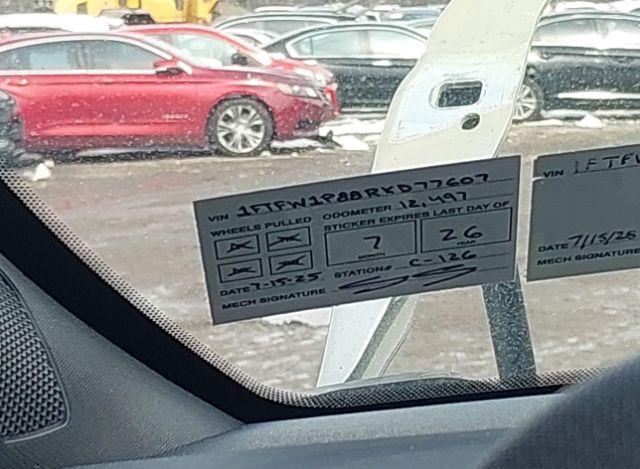 VIN 1FTFW1P88RKD77607
WHEELS PULLED ODOMETER 12,497
STICKER EXPIRES LAST DAY OF
7 26
MONTH YEAR
DATE 7-15-25 STATION# C-126
MECH SIGNATURE
VIN 1FTFW
DATE 7/15/25
MECH SIGNATURE